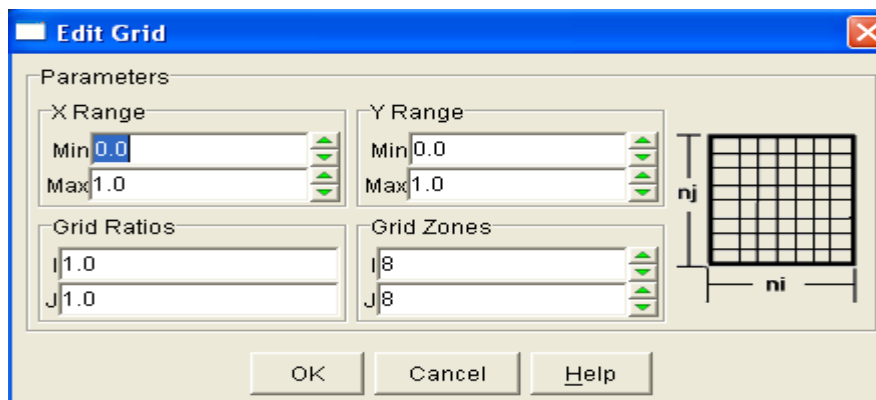 Edit Grid
Parameters
X Range
Min 0.0
Max 1.0
Y Range
Min 0.0
Max 1.0
Grid Ratios
I 1.0
J 1.0
Grid Zones
I 8
J 8
nj
ni
OK Cancel Help